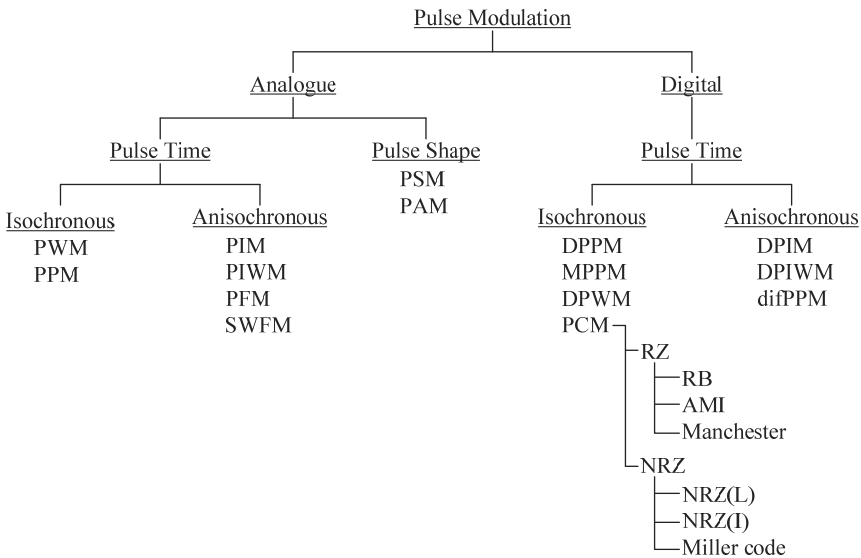 Pulse Modulation
Analogue
Digital
Pulse Time
Pulse Shape
Pulse Time
PSM
PAM
Isochronous
PWM
PPM
Anisochronous
PIM
PIWM
PFM
SWFM
Isochronous
DPPM
MPPM
DPWM
PCM
Anisochronous
DPIM
DPIWM
difPPM
RZ
RB
AMI
Manchester
NRZ
NRZ(L)
NRZ(I)
Miller code